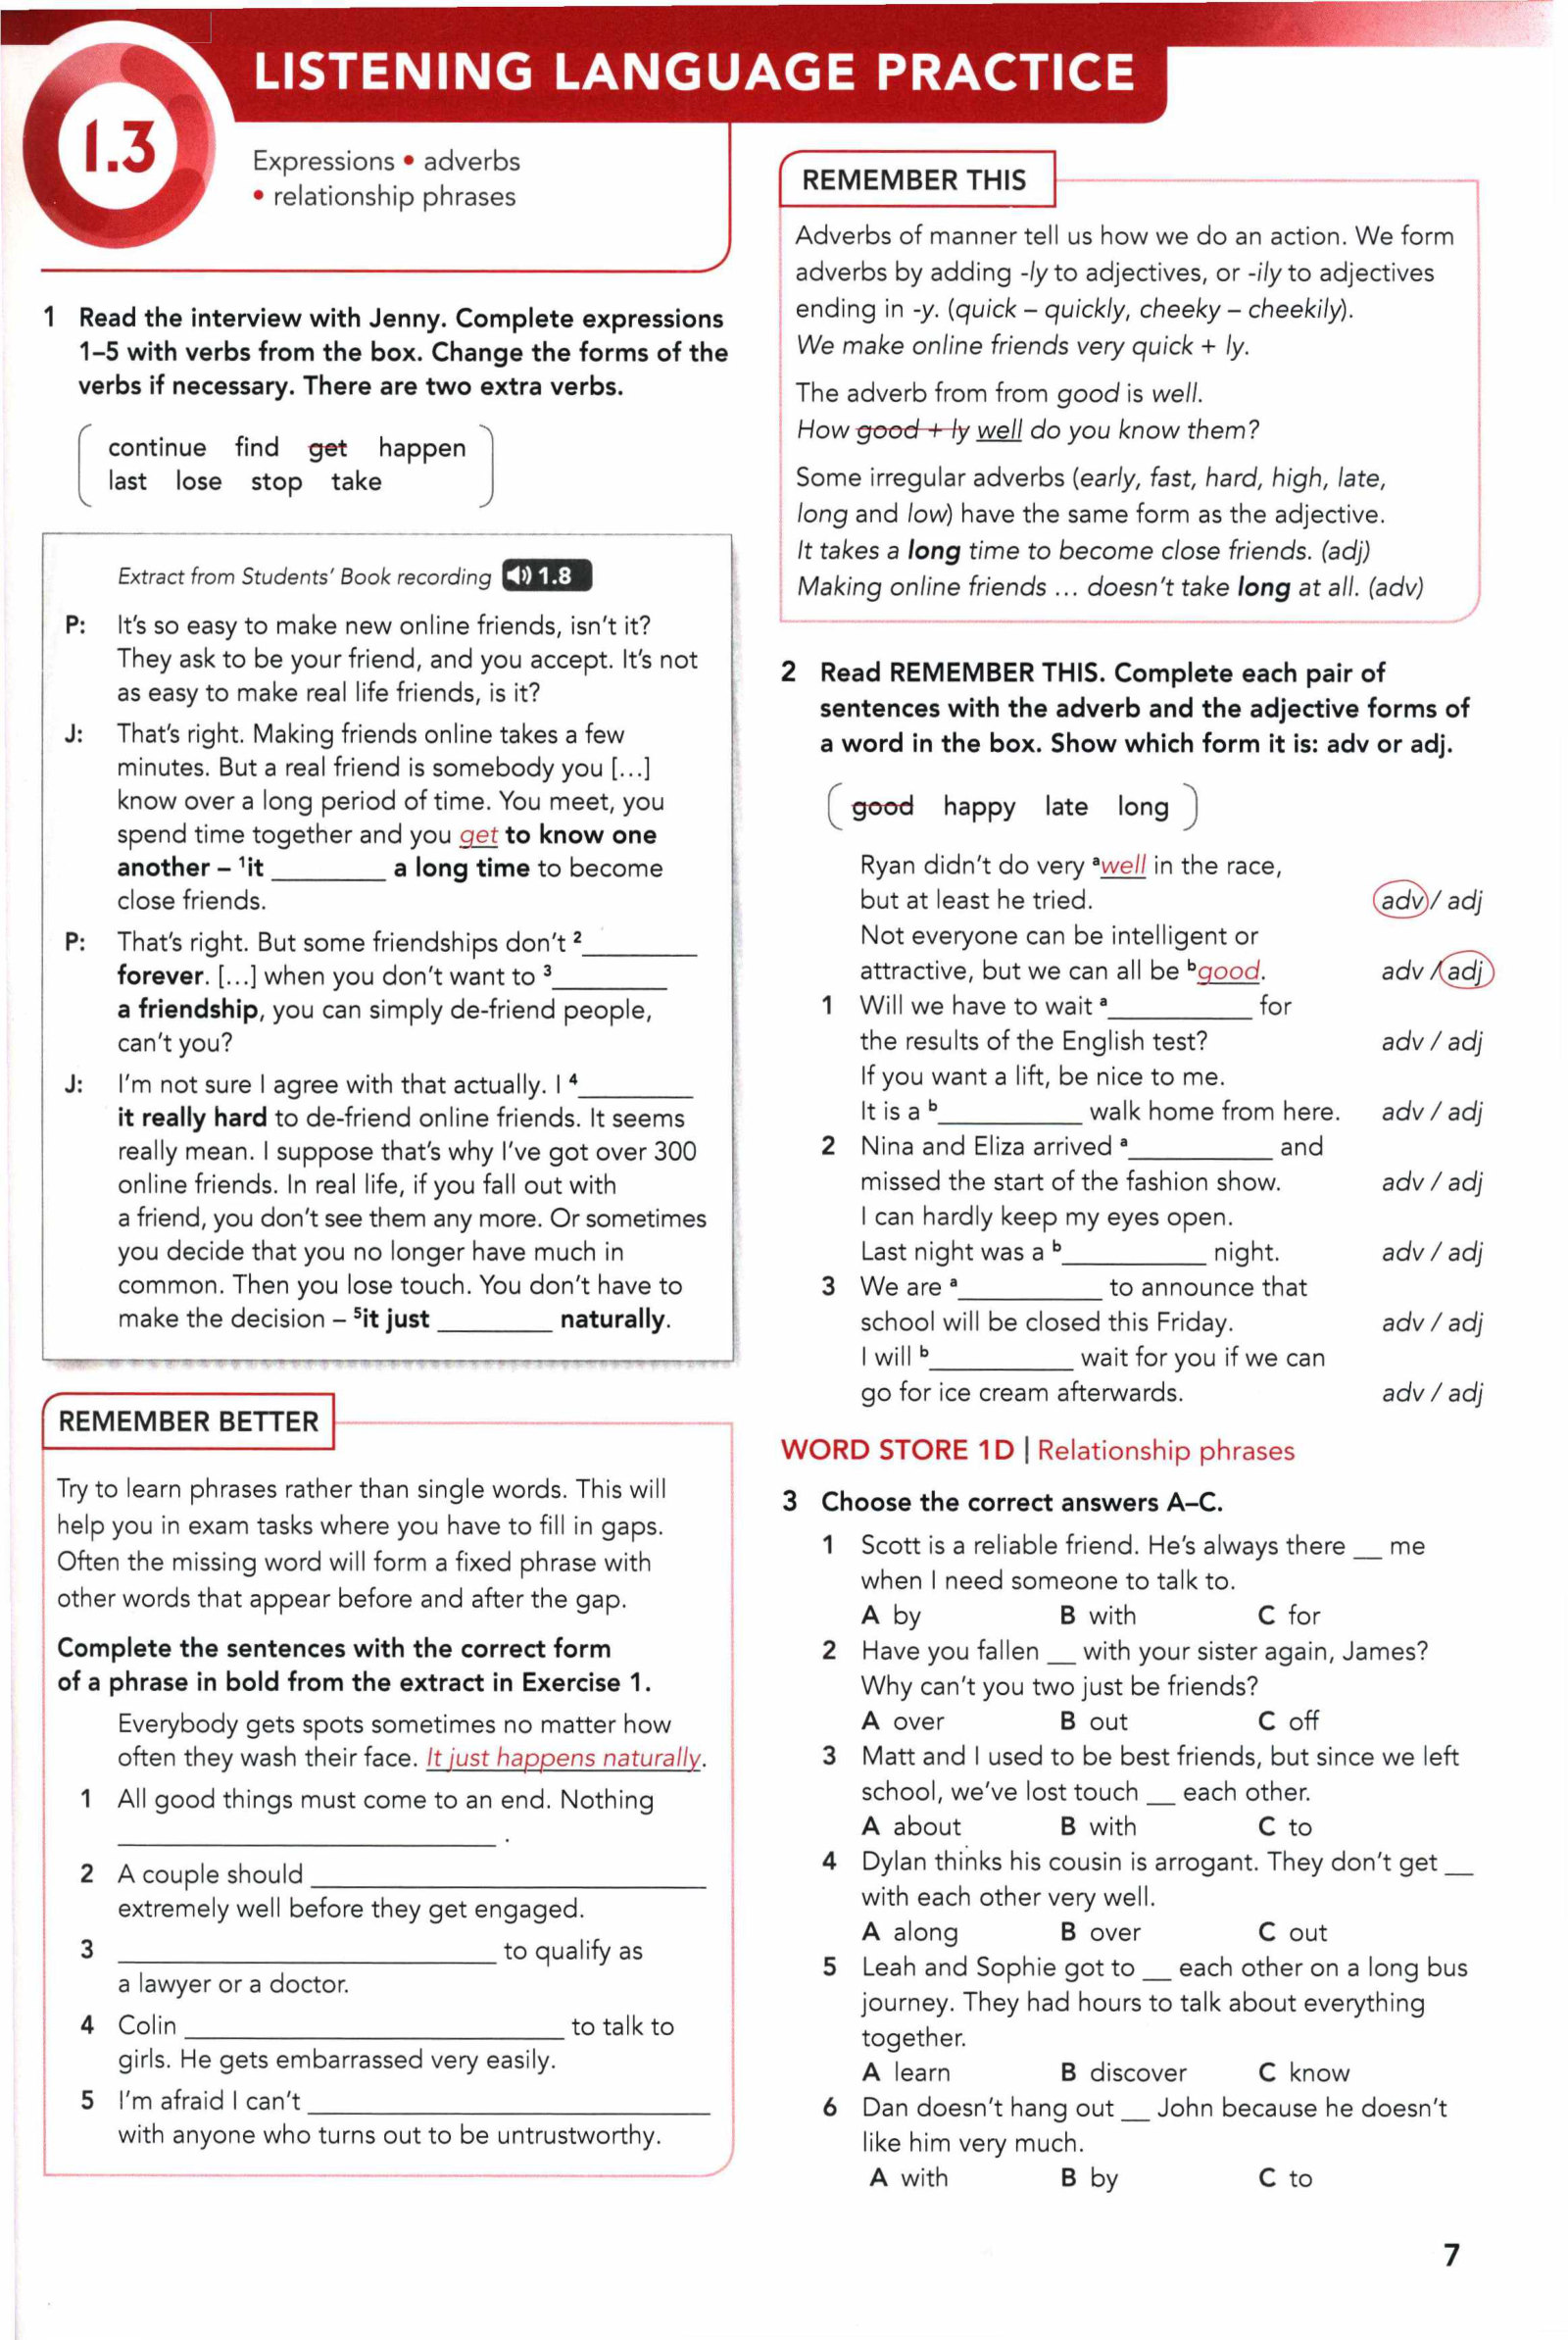 LISTENING LANGUAGE PRACTICE
1.3
Expressions • adverbs
• relationship phrases
1 Read the interview with Jenny. Complete expressions
1–5 with verbs from the box. Change the forms of the
verbs if necessary. There are two extra verbs.
continue find get happen
last lose stop take
Extract from Students' Book recording 1.8
P: It's so easy to make new online friends, isn't it?
They ask to be your friend, and you accept. It's not
as easy to make real life friends, is it?
J: That's right. Making friends online takes a few
minutes. But a real friend is somebody you [...]
know over a long period of time. You meet, you
spend time together and you get to know one
another – ¹it ________ a long time to become
close friends.
P: That's right. But some friendships don't ²________
forever. [...] when you don't want to ³________
a friendship, you can simply de-friend people,
can't you?
J: I'm not sure I agree with that actually. I ⁴________
it really hard to de-friend online friends. It seems
really mean. I suppose that's why I've got over 300
online friends. In real life, if you fall out with
a friend, you don't see them any more. Or sometimes
you decide that you no longer have much in
common. Then you lose touch. You don't have to
make the decision – ⁵it just ________ naturally.
REMEMBER BETTER
Try to learn phrases rather than single words. This will
help you in exam tasks where you have to fill in gaps.
Often the missing word will form a fixed phrase with
other words that appear before and after the gap.
Complete the sentences with the correct form
of a phrase in bold from the extract in Exercise 1.
Everybody gets spots sometimes no matter how
often they wash their face. It just happens naturally.
1 All good things must come to an end. Nothing
________ .
2 A couple should ________
extremely well before they get engaged.
3 ________ to qualify as
a lawyer or a doctor.
4 Colin ________ to talk to
girls. He gets embarrassed very easily.
5 I'm afraid I can't ________
with anyone who turns out to be untrustworthy.
REMEMBER THIS
Adverbs of manner tell us how we do an action. We form
adverbs by adding -ly to adjectives, or -ily to adjectives
ending in -y. (quick – quickly, cheeky – cheekily).
We make online friends very quick + ly.
The adverb from from good is well.
How good + ly well do you know them?
Some irregular adverbs (early, fast, hard, high, late,
long and low) have the same form as the adjective.
It takes a long time to become close friends. (adj)
Making online friends ... doesn't take long at all. (adv)
2 Read REMEMBER THIS. Complete each pair of
sentences with the adverb and the adjective forms of
a word in the box. Show which form it is: adv or adj.
good happy late long
Ryan didn't do very ᵃwell in the race,
but at least he tried. adv / adj
Not everyone can be intelligent or
attractive, but we can all be ᵇgood. adv / adj
1 Will we have to wait ᵃ________ for
the results of the English test? adv / adj
If you want a lift, be nice to me.
It is a ᵇ________ walk home from here. adv / adj
2 Nina and Eliza arrived ᵃ________ and
missed the start of the fashion show. adv / adj
I can hardly keep my eyes open.
Last night was a ᵇ________ night. adv / adj
3 We are ᵃ________ to announce that
school will be closed this Friday. adv / adj
I will ᵇ________ wait for you if we can
go for ice cream afterwards. adv / adj
WORD STORE 1D | Relationship phrases
3 Choose the correct answers A–C.
1 Scott is a reliable friend. He's always there __ me
when I need someone to talk to.
A by B with C for
2 Have you fallen __ with your sister again, James?
Why can't you two just be friends?
A over B out C off
3 Matt and I used to be best friends, but since we left
school, we've lost touch __ each other.
A about B with C to
4 Dylan thinks his cousin is arrogant. They don't get __
with each other very well.
A along B over C out
5 Leah and Sophie got to __ each other on a long bus
journey. They had hours to talk about everything
together.
A learn B discover C know
6 Dan doesn't hang out __ John because he doesn't
like him very much.
A with B by C to
7